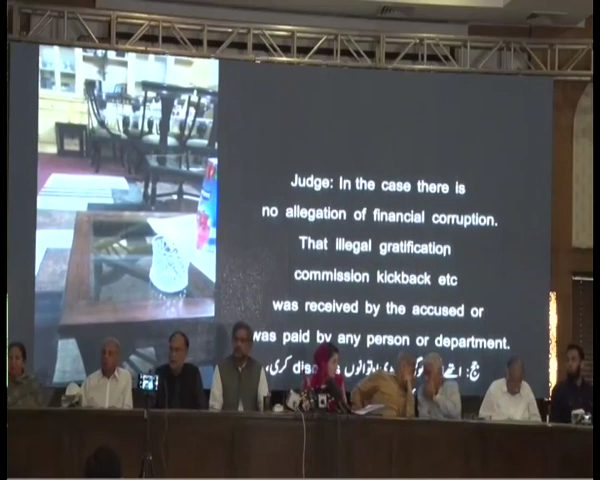 Judge: In the case there is
no allegation of financial corruption.
That illegal gratification
commission kickback etc
was received by the accused or
was paid by any person or department.
جج: